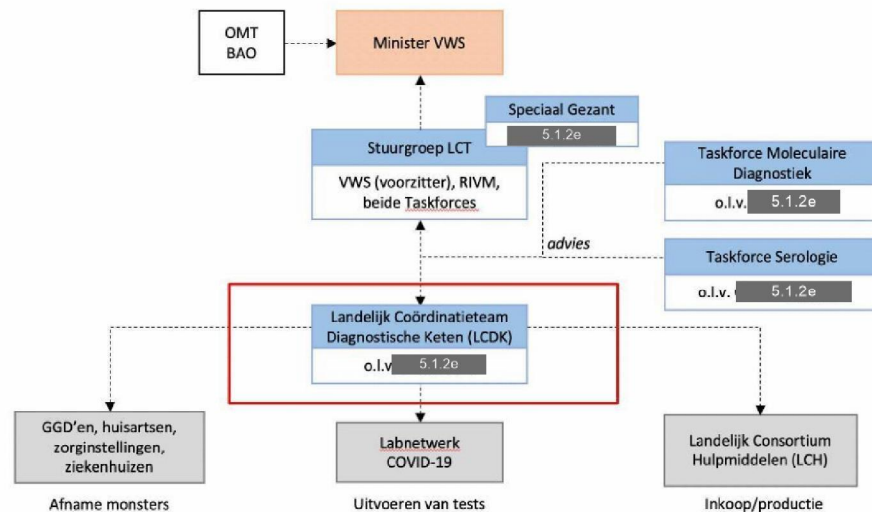 OMT
BAO
Minister VWS
Speciaal Gezant
5.1.2e
Stuurgroep LCT
VWS (voorzitter), RIVM,
beide Taskforces
Taskforce Moleculaire
Diagnostiek
o.l.v. 5.1.2e
advies
Taskforce Serologie
o.l.v. 5.1.2e
Landelijk Coördinatieteam
Diagnostische Keten (LCDK)
o.l.v 5.1.2e
GGD'en, huisartsen,
zorginstellingen,
ziekenhuizen
Labnetwerk
COVID-19
Landelijk Consortium
Hulpmiddelen (LCH)
Afname monsters
Uitvoeren van tests
Inkoop/productie